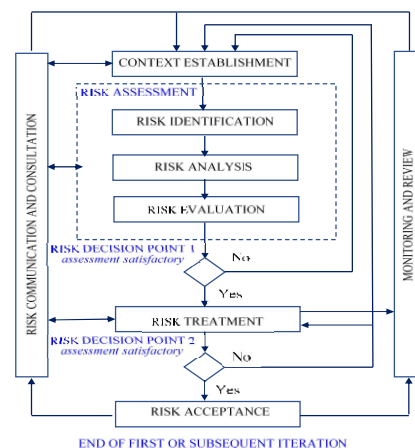 CONTEXT ESTABLISHMENT
RISK ASSESSMENT
RISK IDENTIFICATION
RISK ANALYSIS
RISK EVALUATION
RISK DECISION POINT 1
assessment satisfactory
No
Yes
RISK TREATMENT
RISK DECISION POINT 2
assessment satisfactory
No
Yes
RISK ACCEPTANCE
RISK COMMUNICATION AND CONSULTATION
MONITORING AND REVIEW
END OF FIRST OR SUBSEQUENT ITERATION